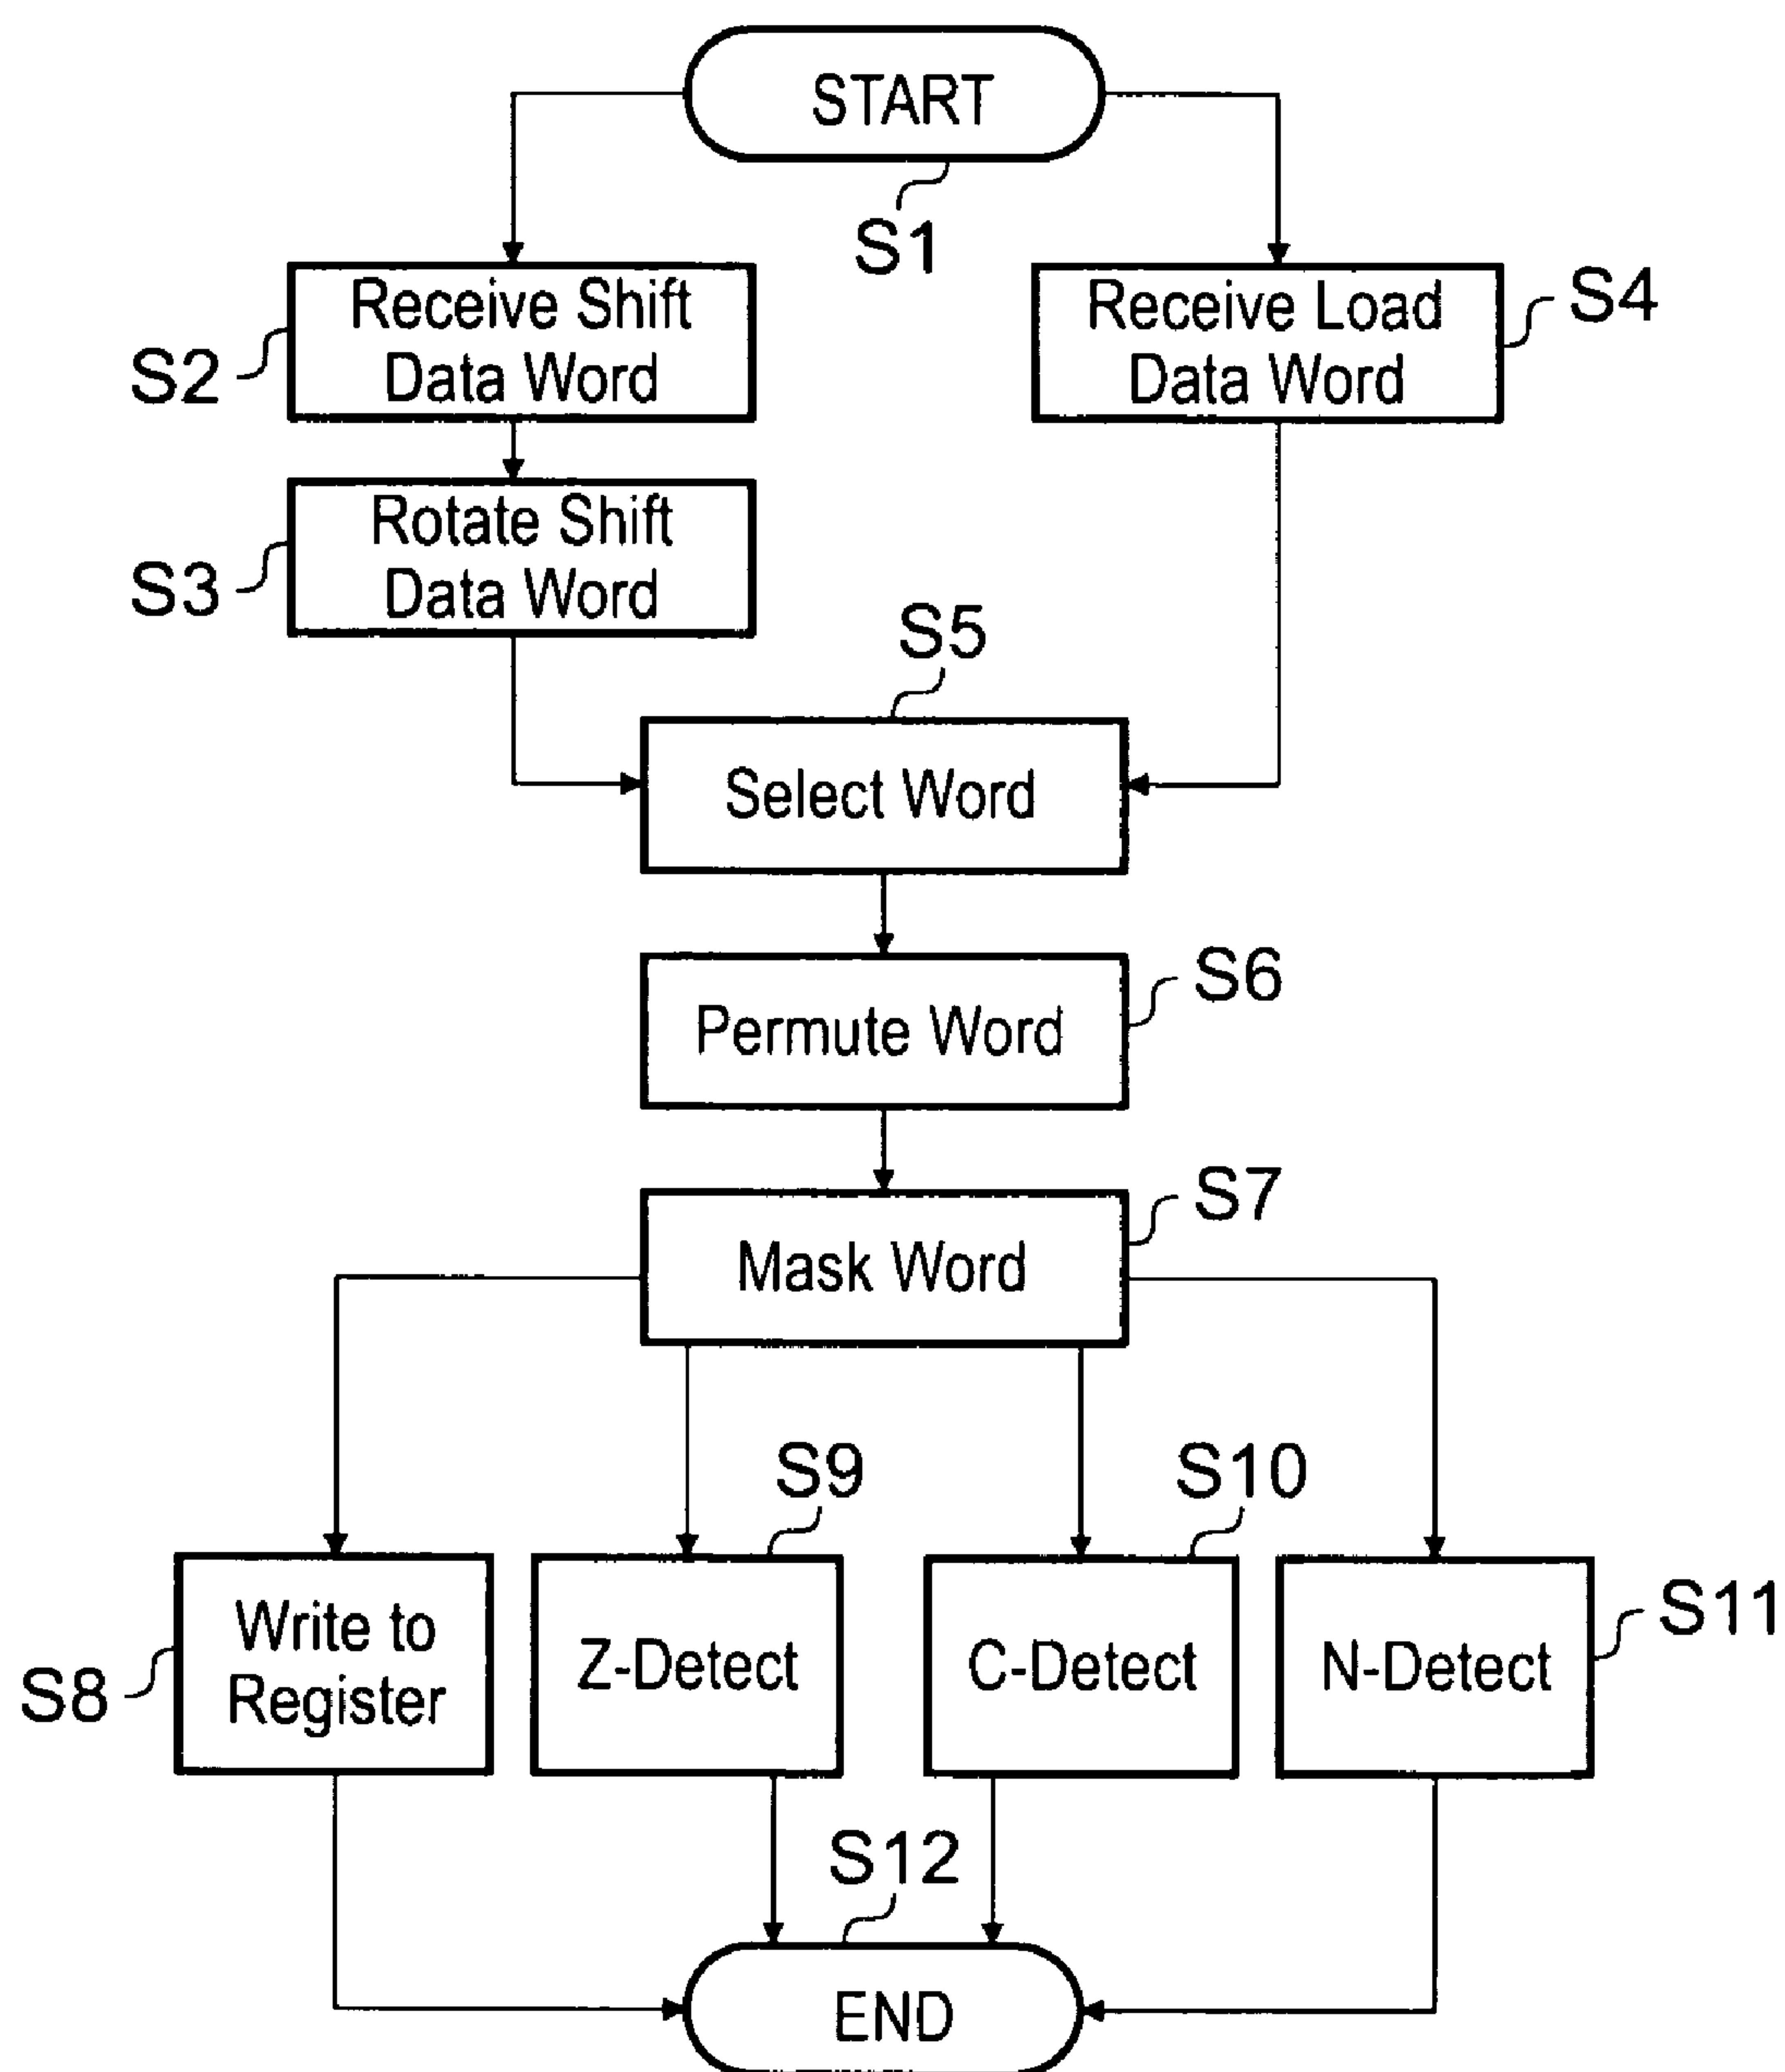 START
S1
Receive Shift
Data Word
S2
Receive Load
Data Word
S4
Rotate Shift
Data Word
S3
S5
Select Word
Permute Word
S6
Mask Word
S7
S9
S10
Write to
Register
S8
Z-Detect
C-Detect
N-Detect
S11
S12
END